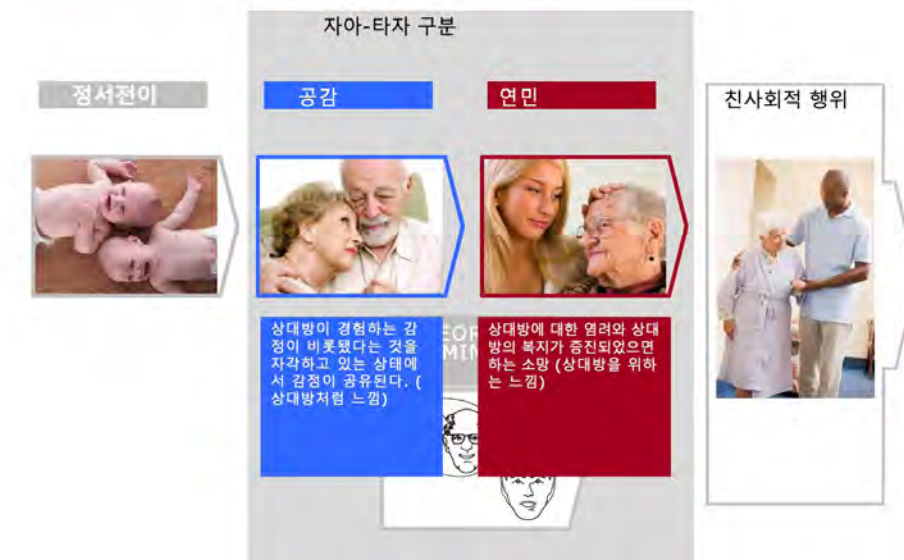 자아-타자 구분
정서전이
공감
연민
친사회적 행위
상대방이 경험하는 감
정이 비롯됐다는 것을
자각하고 있는 상태에
서 감정이 공유된다. (
상대방처럼 느낌)
상대방에 대한 염려와 상대
방의 복지가 증진되었으면
하는 소망 (상대방을 위하
는 느낌)